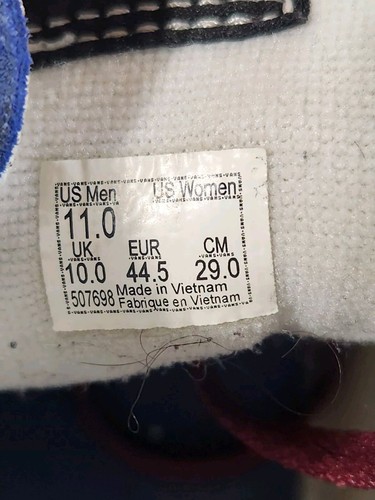 US Men US Women
11.0
UK EUR CM
10.0 44.5 29.0
507698 Made in Vietnam
Fabriqué en Vietnam